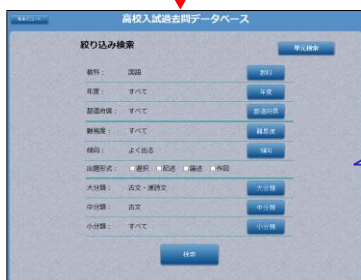 高校入試過去問データベース
絞り込み検索
単元検索
教科： 国語 教科
年度： すべて 年度
都道府県： すべて 都道府県
難易度： すべて 難易度
傾向： よく出る 傾向
出題形式： 選択 記述 論述 作図
大分類： 古文・漢詩文 大分類
中分類： 古文 中分類
小分類： すべて 小分類
検索